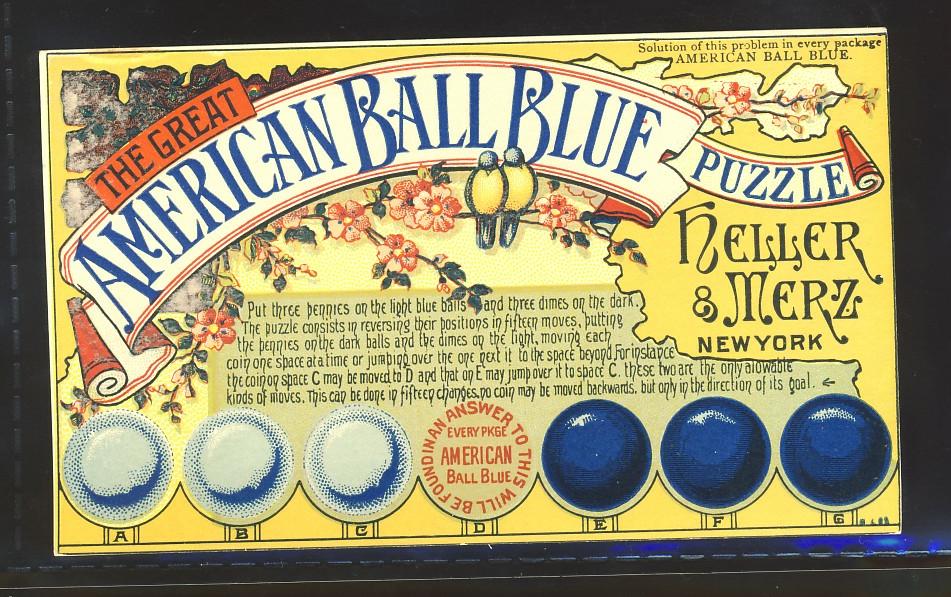 Solution of this problem in every package
AMERICAN BALL BLUE.
THE GREAT
AMERICAN BALL BLUE
PUZZLE
HELLER
& MERZ
NEW YORK
Put three pennies on the light blue balls and three dimes on the dark.
The puzzle consists in reversing their positions in fifteen moves, putting
the pennies on the dark balls and the dimes on the light, moving each
coin one space at a time or jumping over the one next it to the space beyond. For instance
the coin on space C may be moved to D and that on E may jump over it to space C. these two are the only allowable
kinds of moves. This can be done in fifteen changes. no coin may be moved backwards, but only in the direction of its goal. ←
ANSWER TO THIS WILL BE FOUND IN AN
EVERY PKGE
AMERICAN
BALL BLUE
A B C D E F G